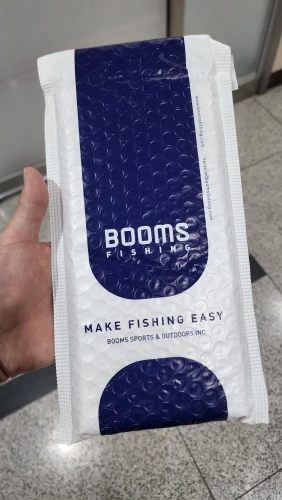 BOOMS
FISHING
MAKE FISHING EASY
BOOMS SPORTS & OUTDOORS INC